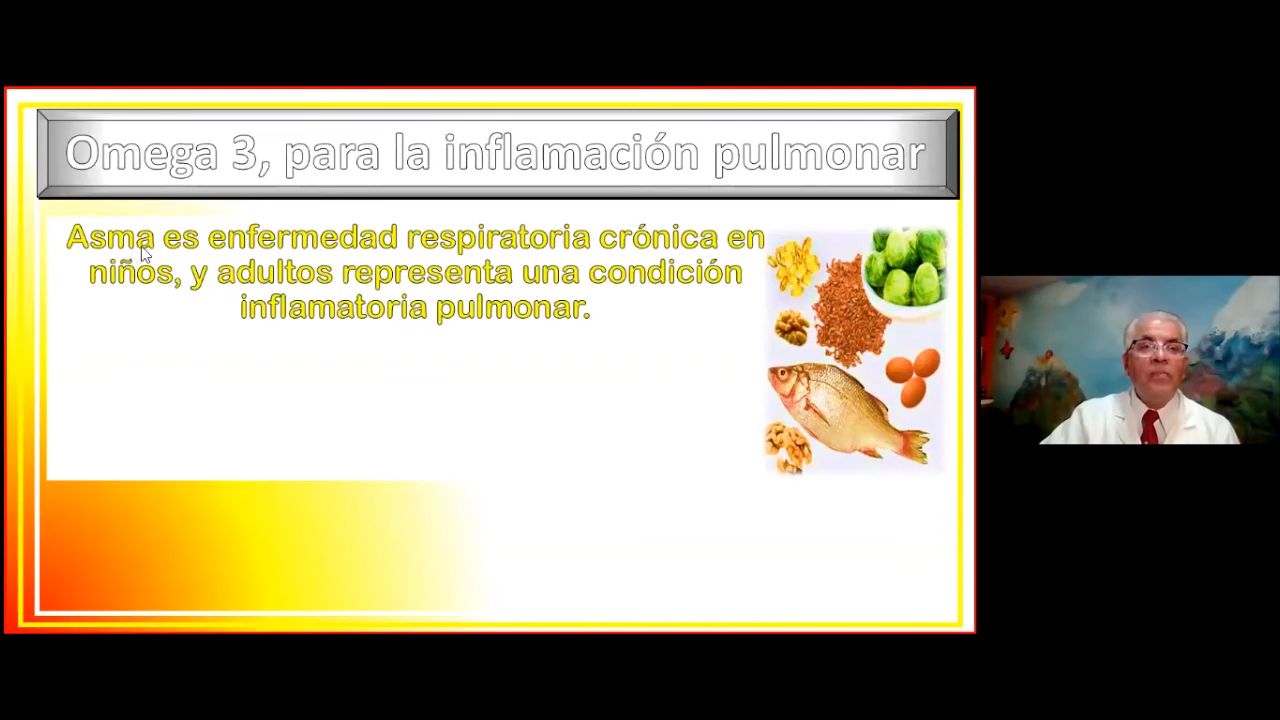 Omega 3, para la inflamación pulmonar
Asma es enfermedad respiratoria crónica en
niños, y adultos representa una condición
inflamatoria pulmonar.